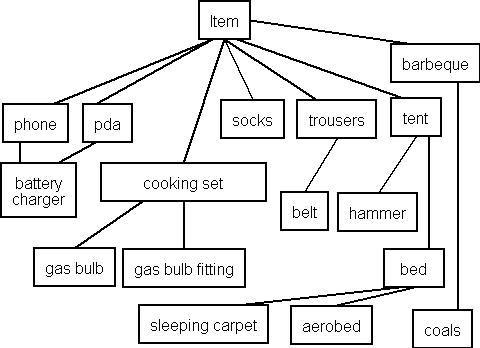 Item
barbeque
phone
pda
socks
trousers
tent
battery
charger
cooking set
belt
hammer
gas bulb
gas bulb fitting
bed
sleeping carpet
aerobed
coals